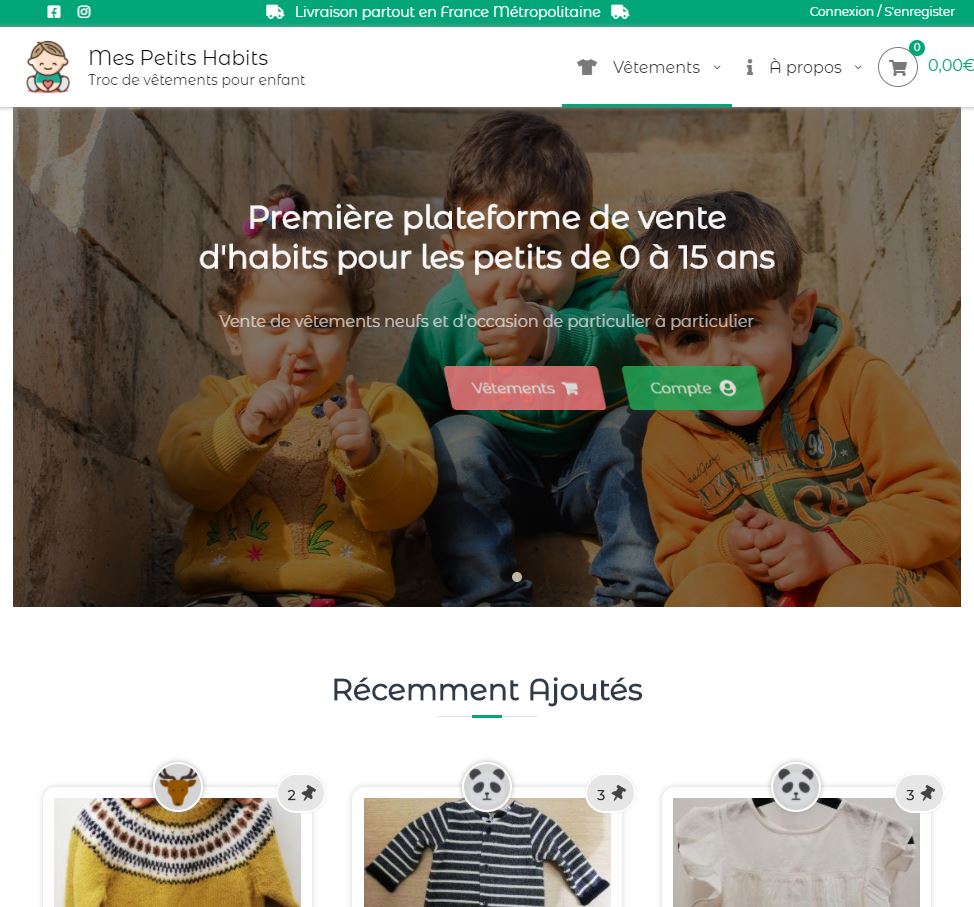 Livraison partout en France Métropolitaine
Connexion / S'enregister
Mes Petits Habits
Troc de vêtements pour enfant
Vêtements
À propos
0
0,00€
Première plateforme de vente
d'habits pour les petits de 0 à 15 ans
Vente de vêtements neufs et d'occasion de particulier à particulier
Vêtements
Compte
Récemment Ajoutés
2
3
3